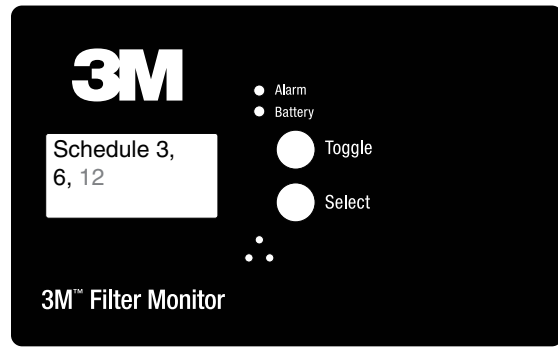 3M
Alarm
Battery
Toggle
Schedule 3,
6, 12
Select
3M™ Filter Monitor